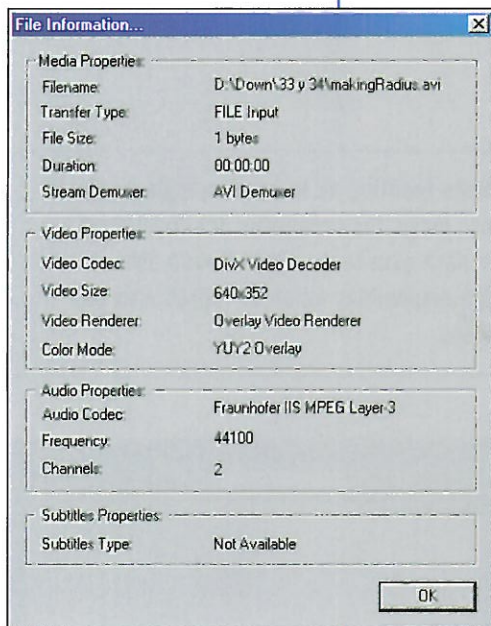 File Information...
Media Properties:
Filename: D:\Down\33 y 34\makingRadius.avi
Transfer Type: FILE Input
File Size: 1 bytes
Duration: 00:00:00
Stream Demuxer: AVI Demuxer
Video Properties:
Video Codec: DivX Video Decoder
Video Size: 640x352
Video Renderer: Overlay Video Renderer
Color Mode: YUY2 Overlay
Audio Properties:
Audio Codec: Fraunhofer IIS MPEG Layer-3
Frequency: 44100
Channels: 2
Subtitles Properties:
Subtitles Type: Not Available
OK